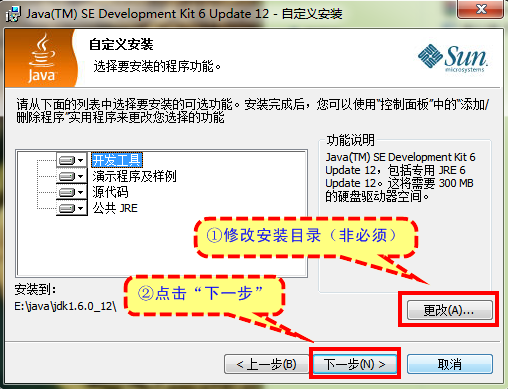 Java(TM) SE Development Kit 6 Update 12 - 自定义安装
自定义安装
选择要安装的程序功能。
Java
Sun
microsystems
请从下面的列表中选择要安装的可选功能。安装完成后，您可以使用“控制面板”中的“添加/
删除程序”实用程序来更改您选择的功能
开发工具
演示程序及样例
源代码
公共 JRE
功能说明
Java(TM) SE Development Kit 6
Update 12，包括专用 JRE 6
Update 12。这将需要 300 MB
的硬盘驱动器空间。
①修改安装目录（非必须）
安装到:
E:\java\jdk1.6.0_12\
②点击“下一步”
更改(A)...
< 上一步(B)
下一步(N) >
取消